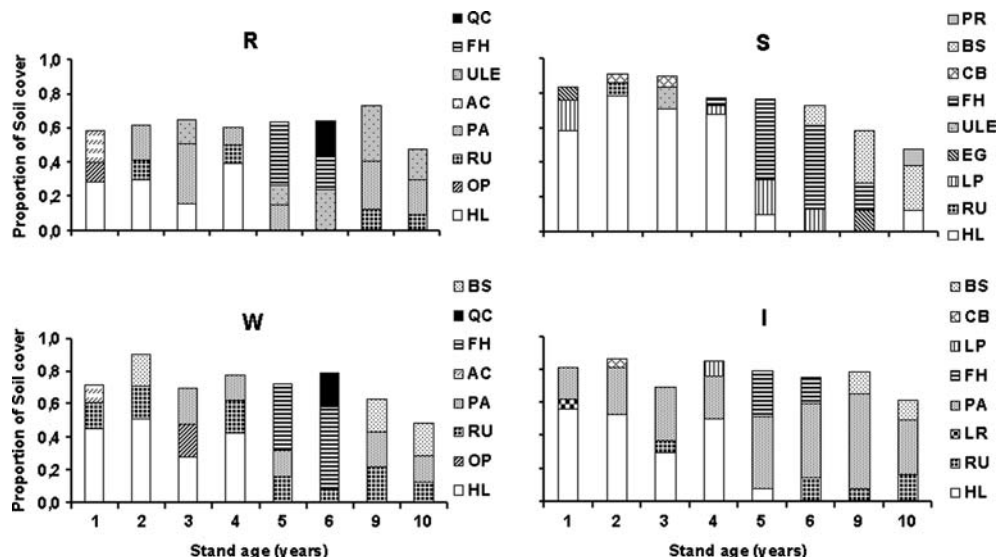 R
Proportion of Soil cover
1,0
0,8
0,6
0,4
0,2
0,0
QC
FH
ULE
AC
PA
RU
OP
HL
S
PR
BS
CB
FH
ULE
EG
LP
RU
HL
W
Proportion of Soil cover
1,0
0,8
0,6
0,4
0,2
0,0
1 2 3 4 5 6 9 10
Stand age (years)
BS
QC
FH
AC
PA
RU
OP
HL
I
1 2 3 4 5 6 9 10
Stand age (years)
BS
CB
LP
FH
PA
LR
RU
HL